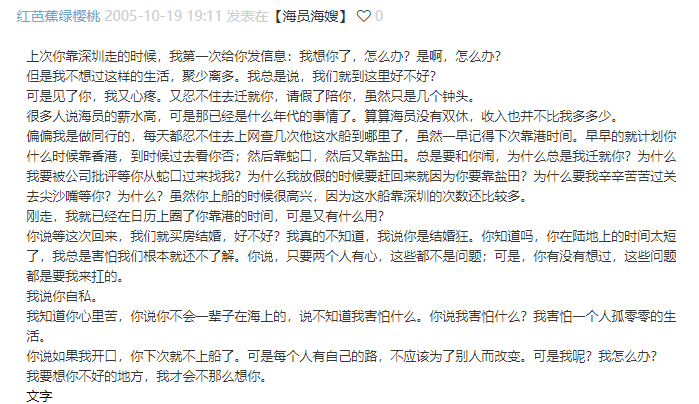 红芭蕉绿樱桃 2005-10-19 19:11 发表在【海员海嫂】 ♡ 0
上次你靠深圳走的时候，我第一次给你发信息：我想你了，怎么办？是啊，怎么办？
但是我不想过这样的生活，聚少离多。我总是说，我们就到这里好不好？
可是见了你，我又心疼。又忍不住去迁就你，请假了陪你，虽然只是几个钟头。
很多人说海员的薪水高，可是那已经是什么年代的事情了。算算海员没有双休，收入也并不比我多多少。
偏偏我是做同行的，每天都忍不住去上网查几次他这水船到哪里了，虽然一早记得下次靠港时间。早早的就计划你
什么时候靠香港，到时候过去看你否；然后靠蛇口，然后又靠盐田。总是要和你闹，为什么总是我迁就你？为什么
我要被公司批评等你从蛇口过来找我？为什么我放假的时候要赶回来就因为你要靠盐田？为什么要我辛辛苦苦过关
去尖沙嘴等你？为什么？虽然你上船的时候很高兴，因为这水船靠深圳的次数还比较多。
刚走，我就已经在日历上圈了你靠港的时间，可是又有什么用？
你说等这次回来，我们就买房结婚，好不好？我真的不知道，我说你是结婚狂。你知道吗，你在陆地上的时间太短
了，我总是害怕我们根本就还不了解。你说，只要两个人有心，这些都不是问题；可是，你有没有想过，这些问题
都是要我来扛的。
我说你自私。
我知道你心里苦，你说你不会一辈子在海上的，说不知道我害怕什么。你说我害怕什么？我害怕一个人孤零零的生
活。
你说如果我开口，你下次就不上船了。可是每个人有自己的路，不应该为了别人而改变。可是我呢？我怎么办？
我要想你不好的地方，我才会不那么想你。
文字